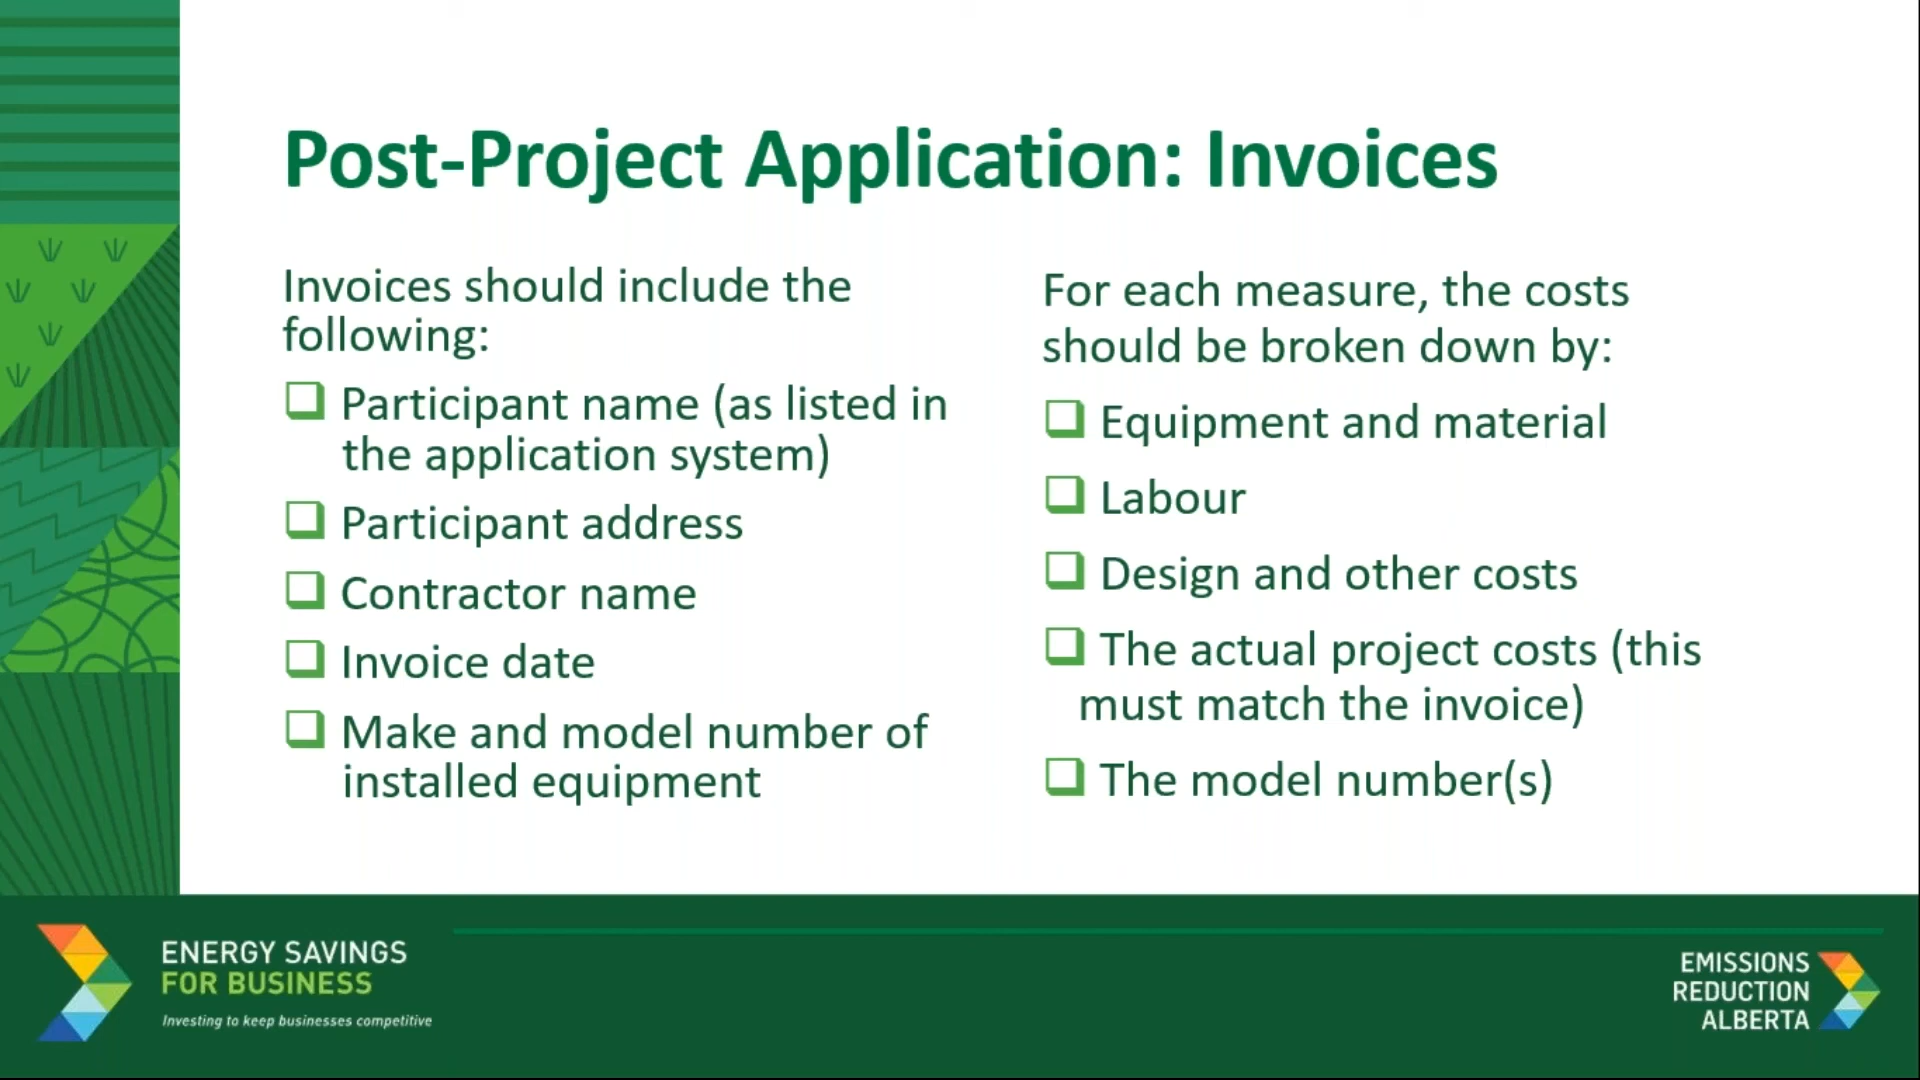 Post-Project Application: Invoices
Invoices should include the
following:
Participant name (as listed in
the application system)
Participant address
Contractor name
Invoice date
Make and model number of
installed equipment
For each measure, the costs
should be broken down by:
Equipment and material
Labour
Design and other costs
The actual project costs (this
must match the invoice)
The model number(s)
ENERGY SAVINGS
FOR BUSINESS
Investing to keep businesses competitive
EMISSIONS
REDUCTION
ALBERTA